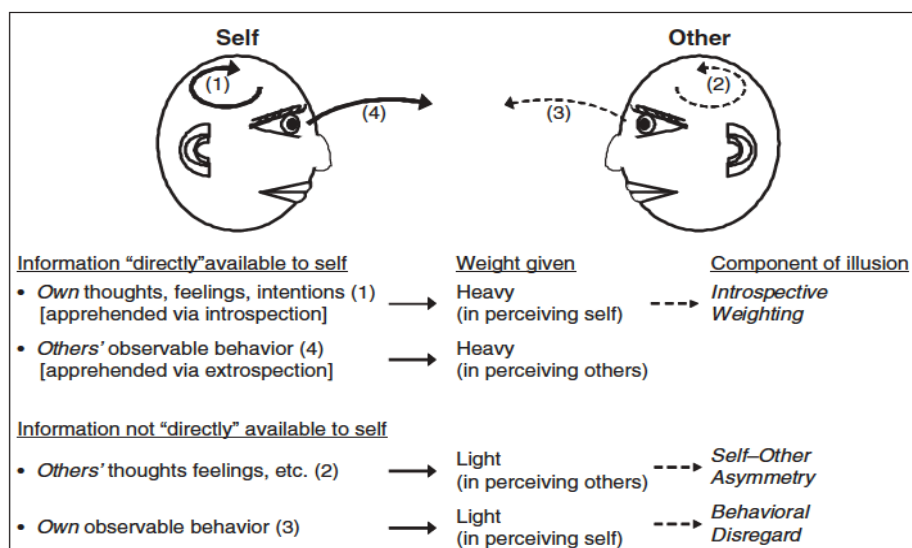 Self Other
(1) (2)
(4) (3)
Information “directly”available to self Weight given Component of illusion
• Own thoughts, feelings, intentions (1) Heavy Introspective
[apprehended via introspection] (in perceiving self) Weighting
• Others’ observable behavior (4) Heavy
[apprehended via extrospection] (in perceiving others)
Information not “directly” available to self
• Others’ thoughts feelings, etc. (2) Light Self–Other
(in perceiving others) Asymmetry
• Own observable behavior (3) Light Behavioral
(in perceiving self) Disregard